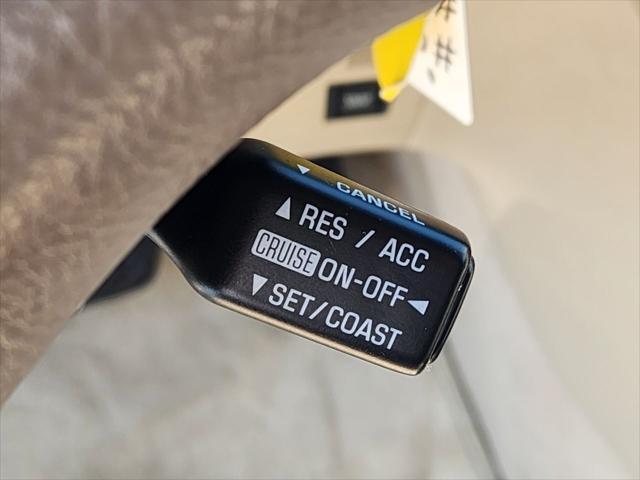 ▼ CANCEL
▲ RES / ACC
CRUISE ON-OFF ◀
▼ SET/COAST